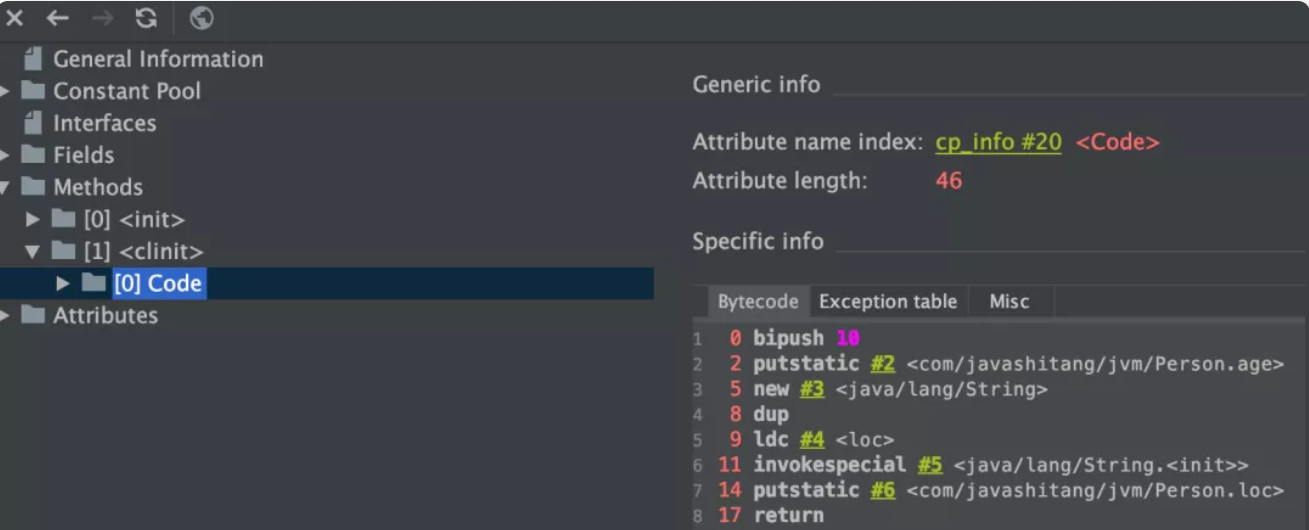 General Information
Constant Pool
Interfaces
Fields
Methods
[0] <init>
[1] <clinit>
[0] Code
Attributes
Generic info
Attribute name index: cp_info #20 <Code>
Attribute length: 46
Specific info
Bytecode Exception table Misc
1 0 bipush 10
2 2 putstatic #2 <com/javashitang/jvm/Person.age>
3 5 new #3 <java/lang/String>
4 8 dup
5 9 ldc #4 <loc>
6 11 invokespecial #5 <java/lang/String.<init>>
7 14 putstatic #6 <com/javashitang/jvm/Person.loc>
8 17 return